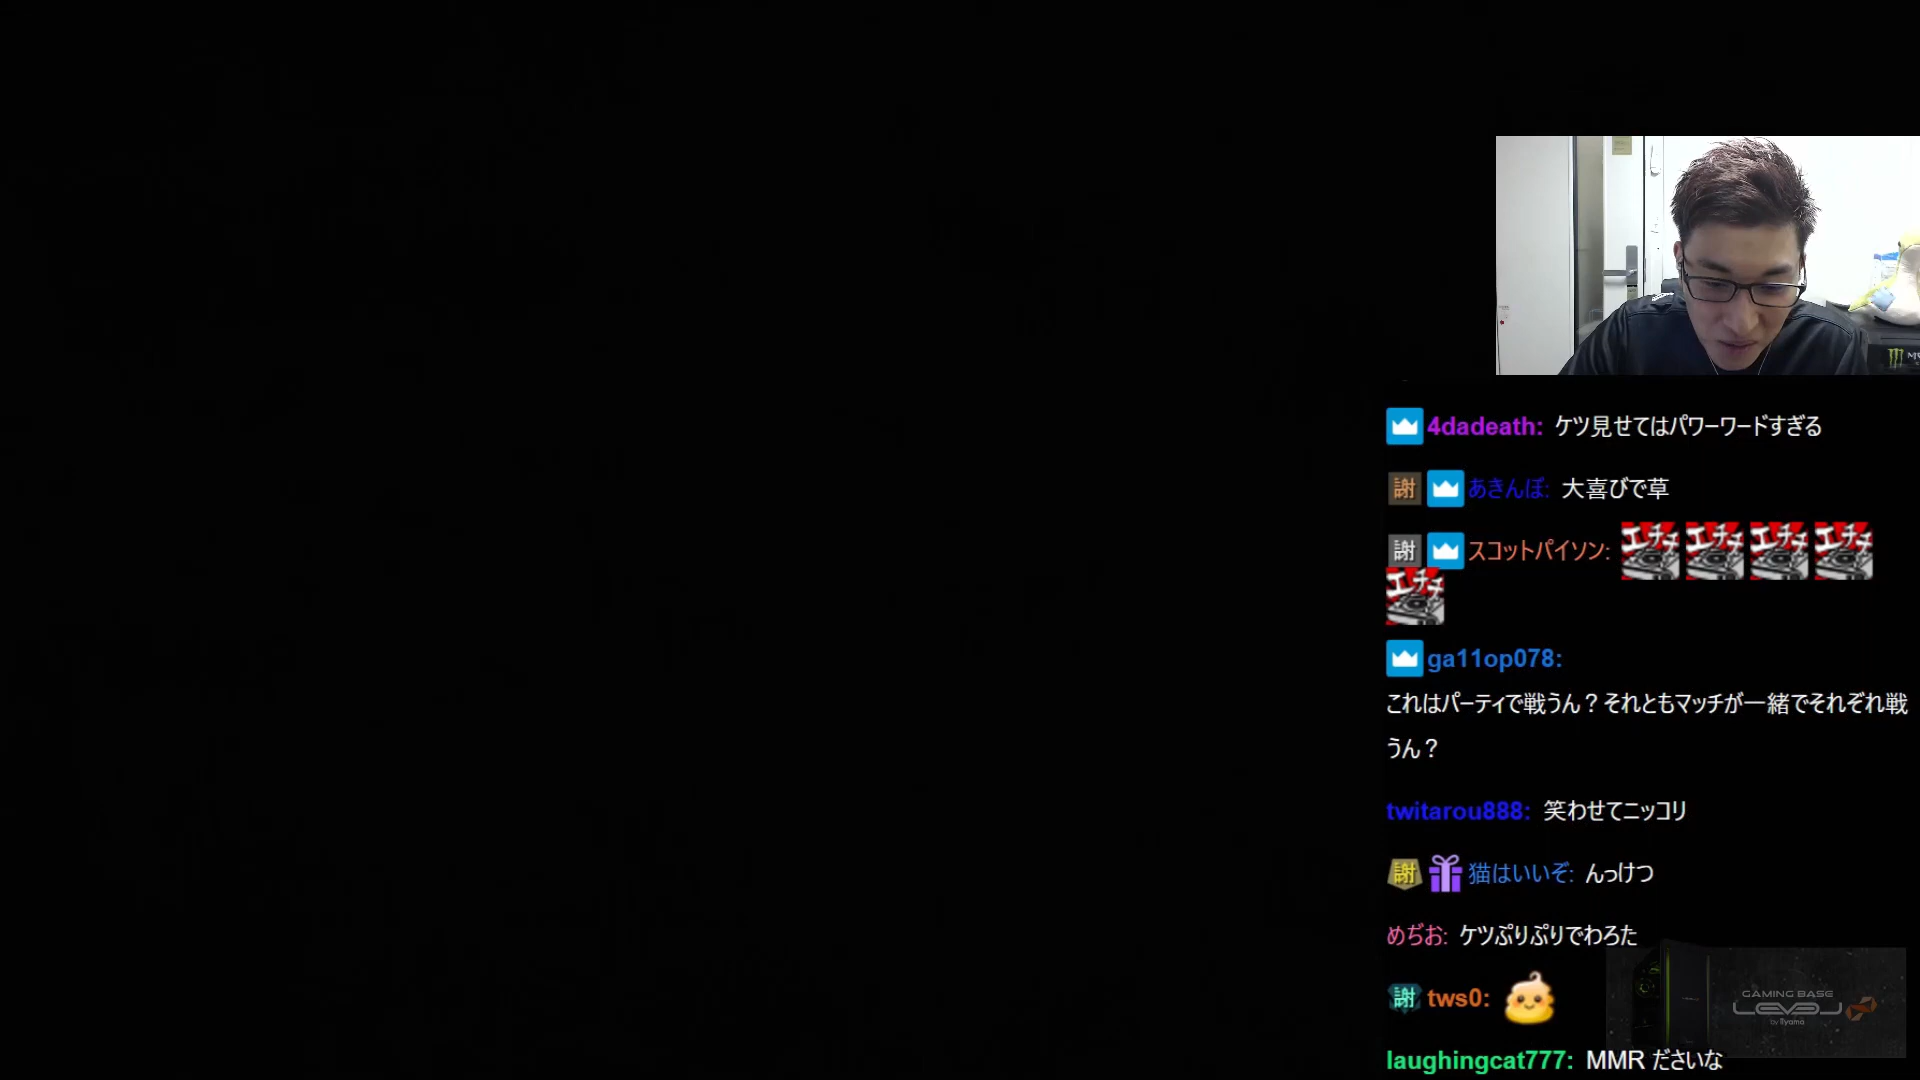 4dadeath: ケツ見せてはパワーワードすぎる
謝 あきんぼ: 大喜びで草
謝 スコットパイソン: エチチ エチチ エチチ エチチ
エチチ
ga11op078:
これはパーティで戦うん？それともマッチが一緒でそれぞれ戦
うん？
twitarou888: 笑わせてニッコリ
謝 猫はいいぞ: んっけつ
めぢお: ケツぷりぷりでわろた
謝 tws0:
GAMING BASE
LEVEL
by iiyama
laughingcat777: MMR ださいな